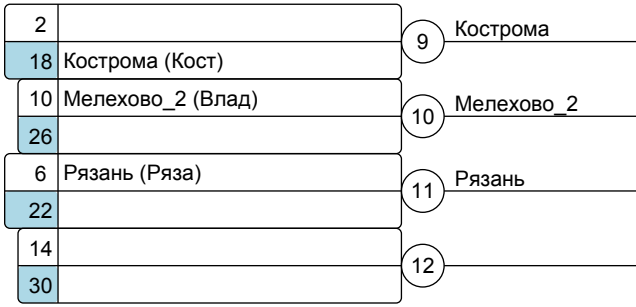 2
9 Кострома
18 Кострома (Кост)
10 Мелехово_2 (Влад)
10 Мелехово_2
26
6 Рязань (Ряза)
11 Рязань
22
14
12
30